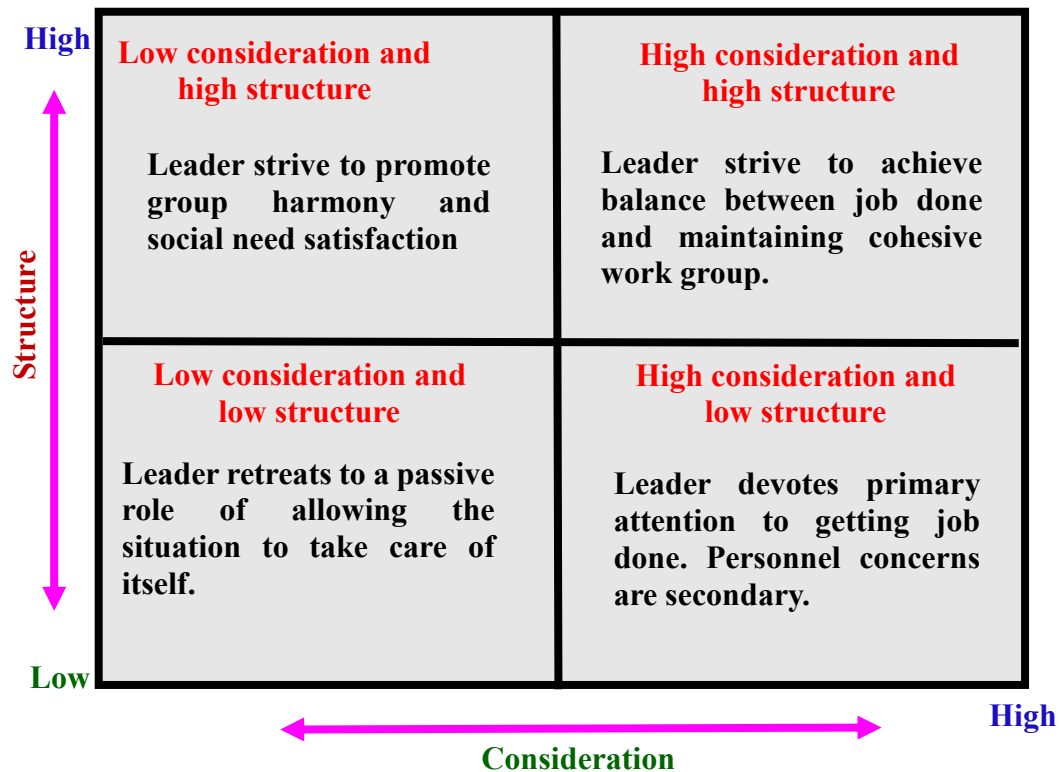 High
Low consideration and
high structure
Leader strive to promote
group harmony and
social need satisfaction
High consideration and
high structure
Leader strive to achieve
balance between job done
and maintaining cohesive
work group.
Structure
Low consideration and
low structure
Leader retreats to a passive
role of allowing the
situation to take care of
itself.
High consideration and
low structure
Leader devotes primary
attention to getting job
done. Personnel concerns
are secondary.
Low
High
Consideration